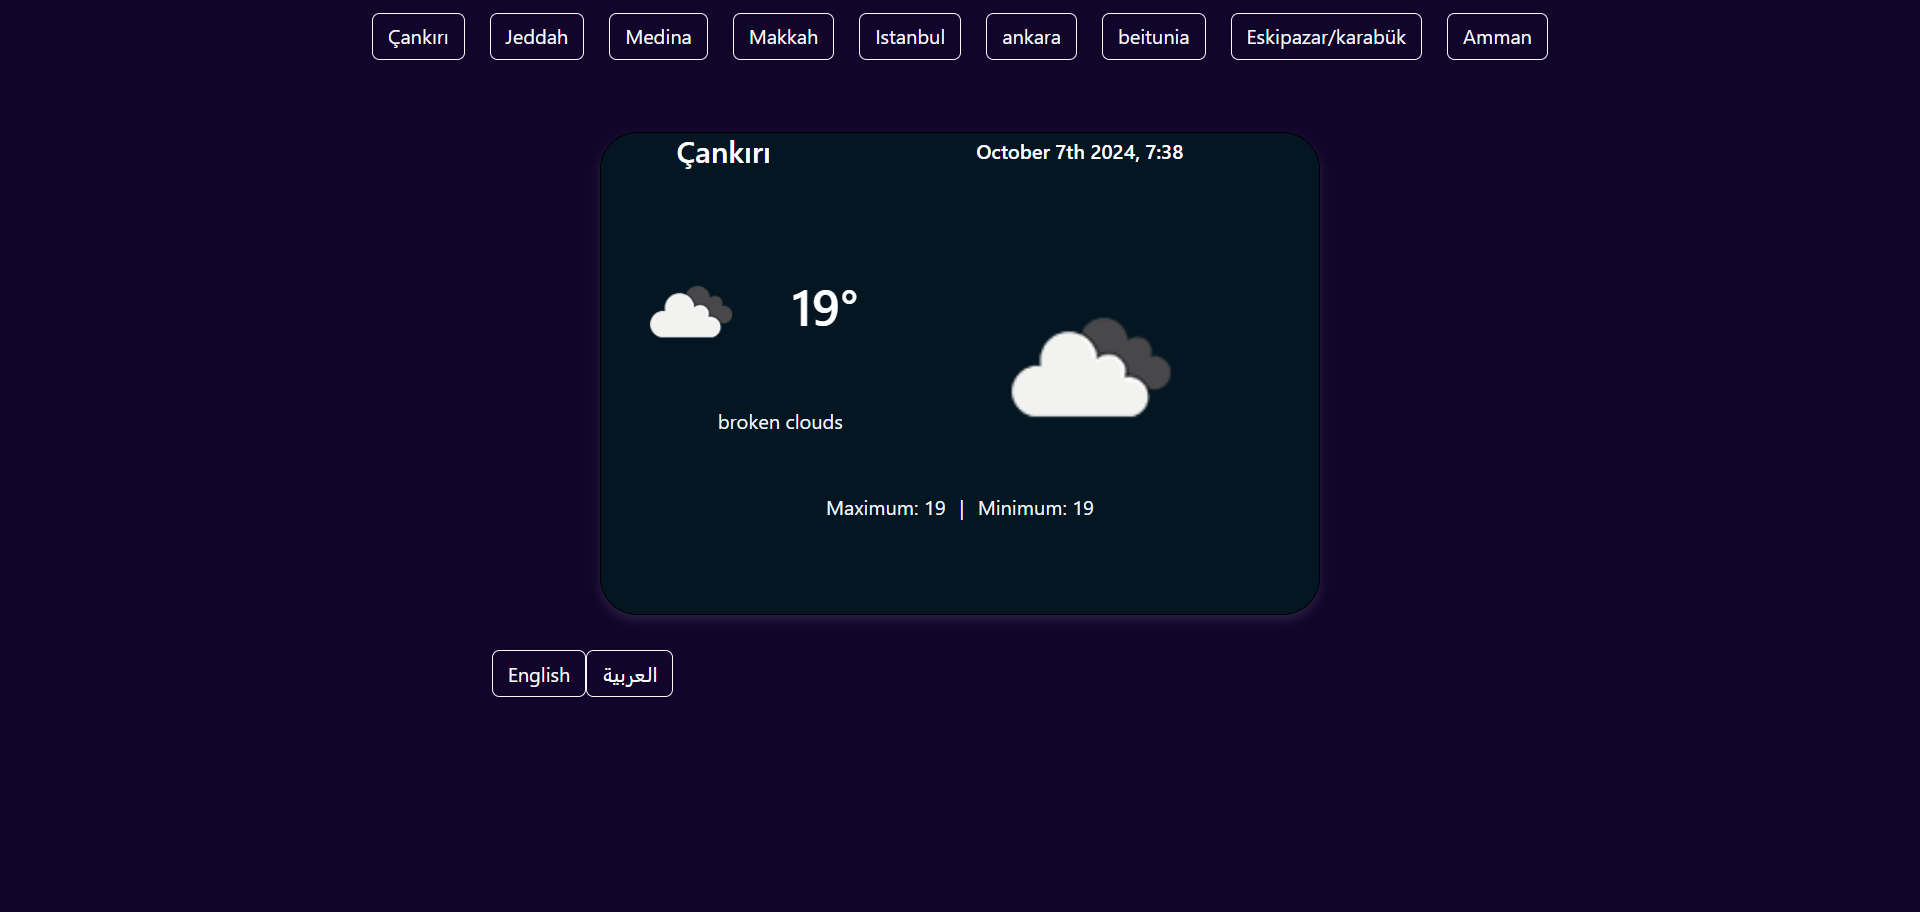 Çankırı Jeddah Medina Makkah Istanbul ankara beitunia Eskipazar/karabük Amman
Çankırı October 7th 2024, 7:38
19°
broken clouds
Maximum: 19 | Minimum: 19
English العربية